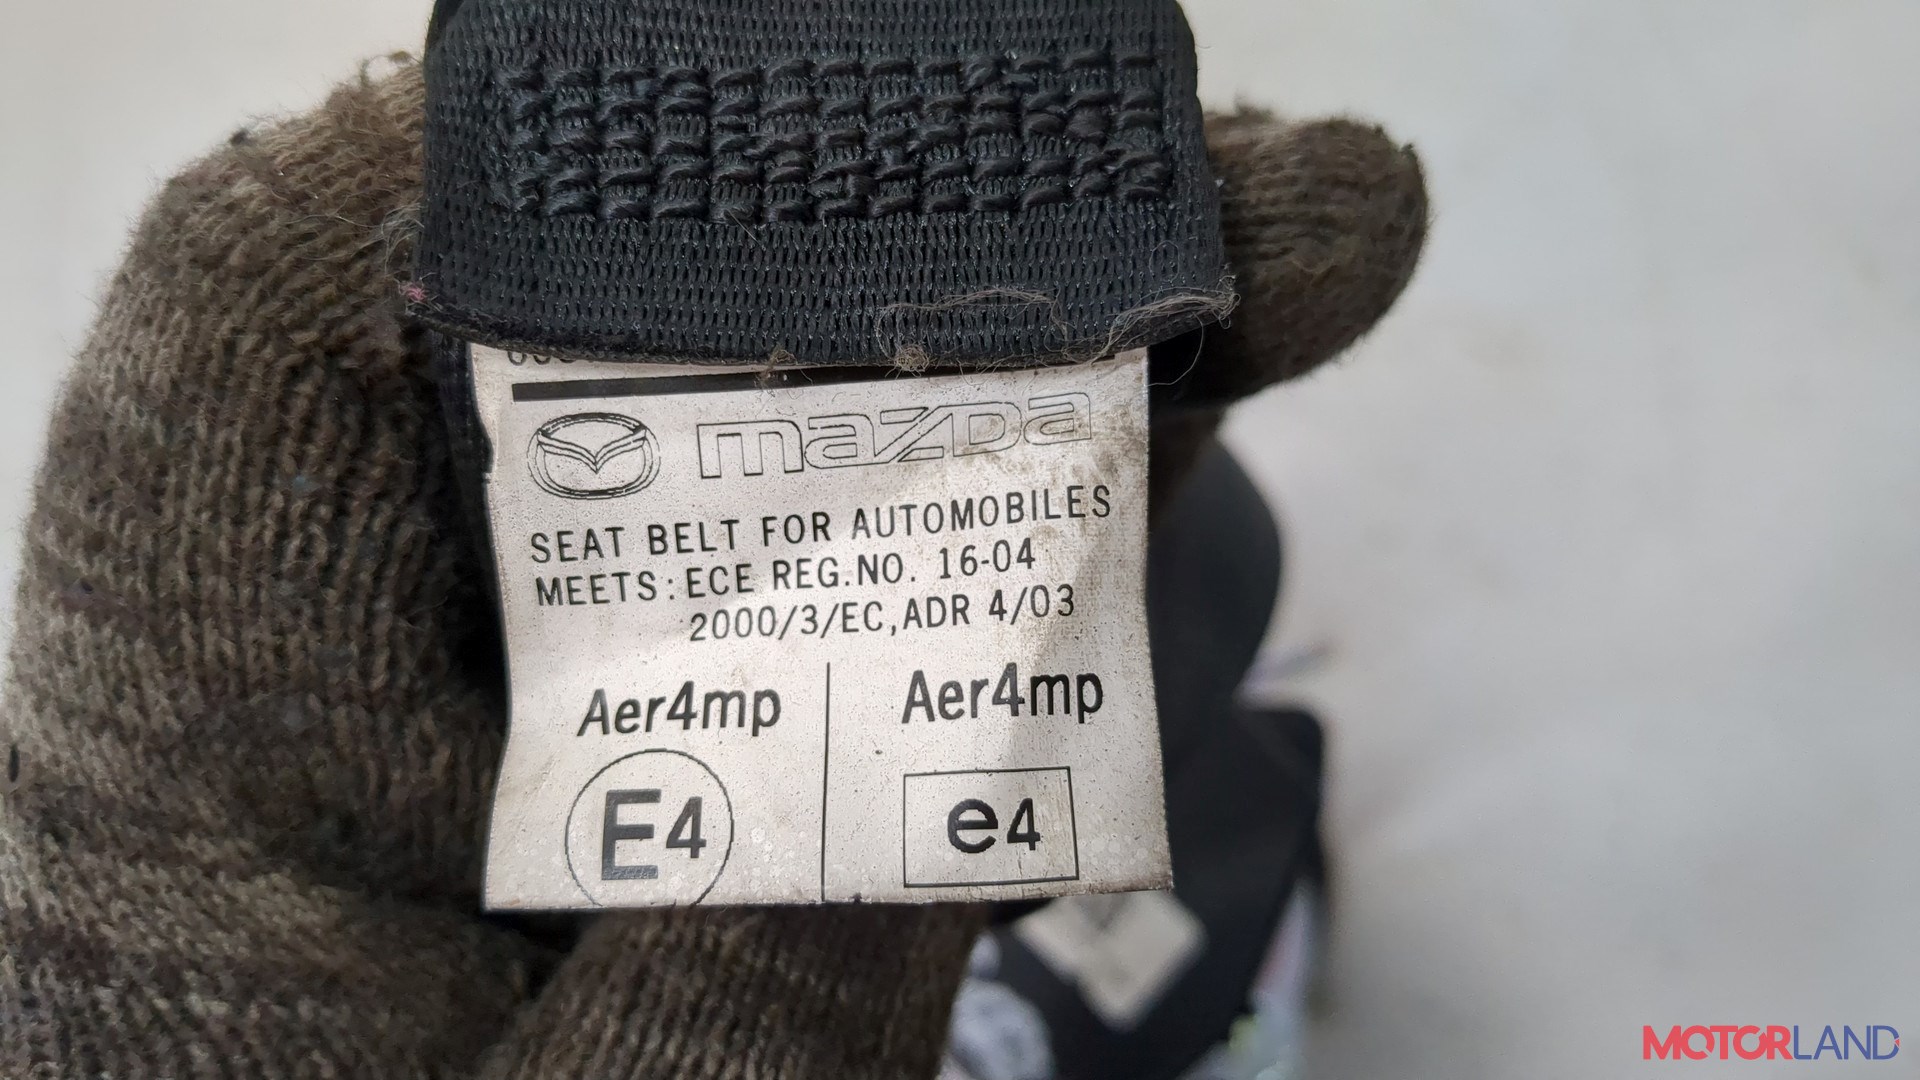 mazda
SEAT BELT FOR AUTOMOBILES
MEETS: ECE REG.NO. 16-04
2000/3/EC, ADR 4/03
Aer4mp Aer4mp
E4 e4
MOTORLAND